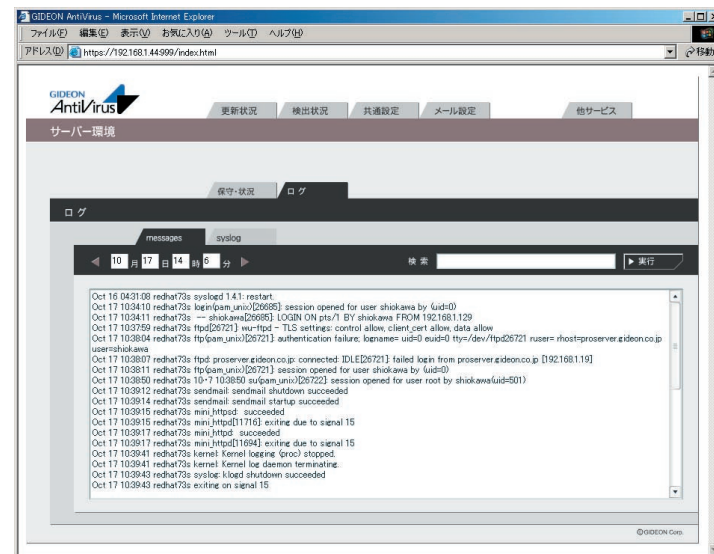 GIDEON AntiVirus - Microsoft Internet Explorer
ファイル(F) 編集(E) 表示(V) お気に入り(A) ツール(T) ヘルプ(H)
アドレス(D) https://192.168.1.44:999/index.html 移動
GIDEON
AntiVirus
更新状況 検出状況 共通設定 メール設定 他サービス
サーバー環境
保守・状況 ログ
ログ
messages syslog
10 月 17 日 14 時 6 分 検索 実行
Oct 16 04:31:08 redhat73s syslogd 1.4.1: restart.
Oct 17 10:34:10 redhat73s login(pam_unix)[26685]: session opened for user shiokawa by (uid=0)
Oct 17 10:34:11 redhat73s -- shiokawa[26685]: LOGIN ON pts/1 BY shiokawa FROM 192.168.1.129
Oct 17 10:37:59 redhat73s ftpd[26721]: wu-ftpd - TLS settings: control allow, client_cert allow, data allow
Oct 17 10:38:04 redhat73s ftp(pam_unix)[26721]: authentication failure; logname= uid=0 euid=0 tty=/dev/ftpd26721 ruser= rhost=proserver.gideon.co.jp
user=shiokawa
Oct 17 10:38:07 redhat73s ftpd: proserver.gideon.co.jp: connected: IDLE[26721]: failed login from proserver.gideon.co.jp [192.168.1.19]
Oct 17 10:38:11 redhat73s ftp(pam_unix)[26721]: session opened for user shiokawa by (uid=0)
Oct 17 10:38:50 redhat73s 10・7 10:38:50 su(pam_unix)[26722]: session opened for user root by shiokawa(uid=501)
Oct 17 10:39:12 redhat73s sendmail: sendmail shutdown succeeded
Oct 17 10:39:14 redhat73s sendmail: sendmail startup succeeded
Oct 17 10:39:15 redhat73s mini_httpsd: succeeded
Oct 17 10:39:15 redhat73s mini_httpd[11716]: exiting due to signal 15
Oct 17 10:39:17 redhat73s mini_httpd: succeeded
Oct 17 10:39:17 redhat73s mini_httpd[11694]: exiting due to signal 15
Oct 17 10:39:41 redhat73s kernel: Kernel logging (proc) stopped.
Oct 17 10:39:41 redhat73s kernel: Kernel log daemon terminating.
Oct 17 10:39:43 redhat73s syslog: klogd shutdown succeeded
Oct 17 10:39:43 redhat73s exiting on signal 15
©GIDEON Corp.